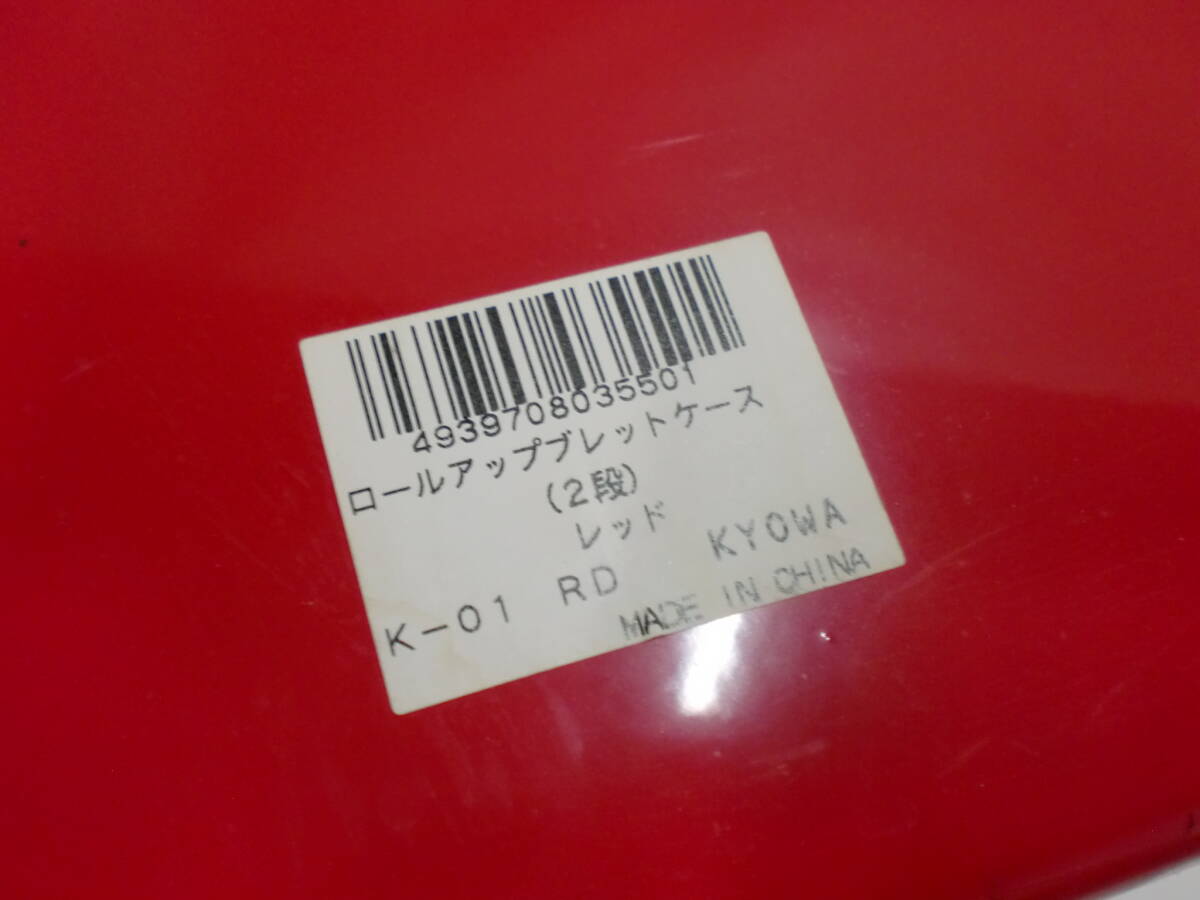 4939708035501
ロールアップブレットケース
(2段)
レッド
K-01 RD KYOWA
MADE IN CHINA